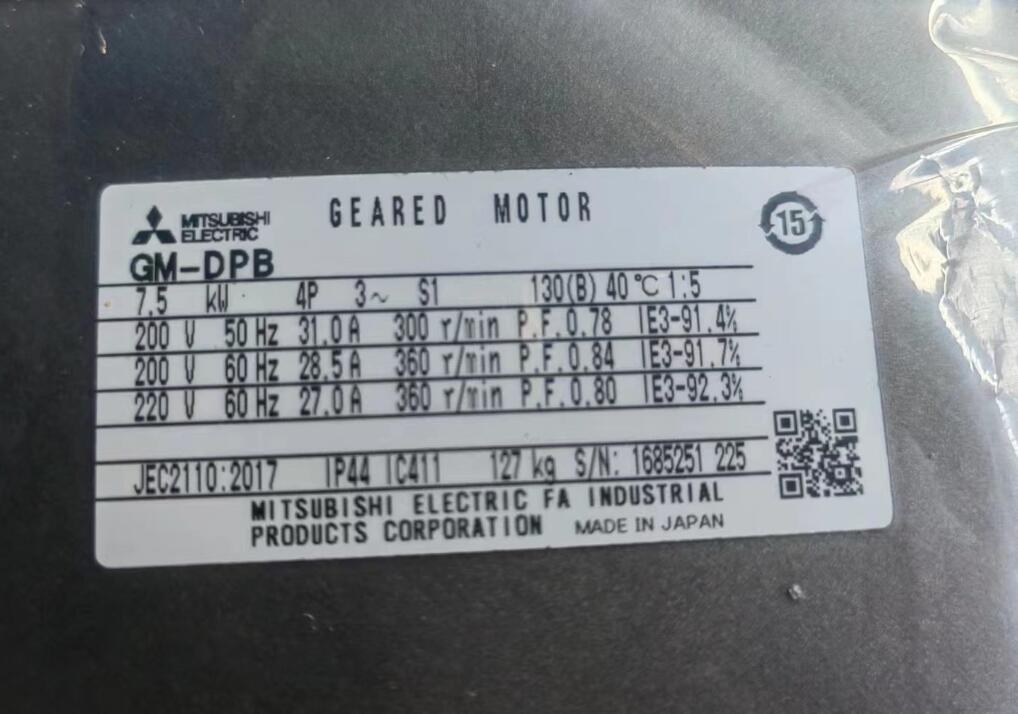 MITSUBISHI
ELECTRIC
GEARED MOTOR
15
GM-DPB
7.5 kW 4P 3~ S1 130(B) 40℃ 1:5
200 V 50 Hz 31.0A 300 r/min P.F.0.78 IE3-91.4%
200 V 60 Hz 28.5A 360 r/min P.F.0.84 IE3-91.7%
220 V 60 Hz 27.0A 360 r/min P.F.0.80 IE3-92.3%
JEC2110:2017 IP44 IC411 127 kg S/N: 1685251 225
MITSUBISHI ELECTRIC FA INDUSTRIAL
PRODUCTS CORPORATION MADE IN JAPAN